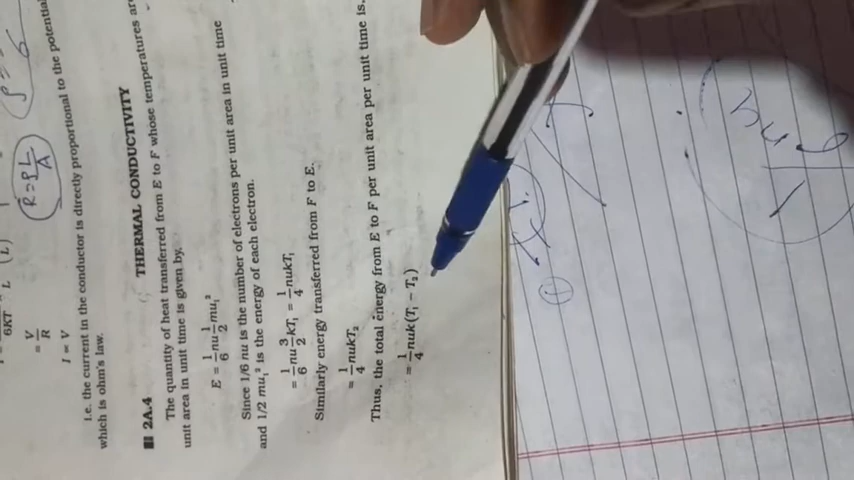 6KT L (L)
= V/R
I ∝ V
R = ρL/A
i.e. the current in the conductor is directly proportional to the potential
which is ohm's law.
2A.4 THERMAL CONDUCTIVITY
The quantity of heat transferred from E to F whose temperatures are
unit area in unit time is given by,
E = 1/6 nu 1/2 mu₁²
Since 1/6 nu is the number of electrons per unit area in unit time
and 1/2 mu₁² is the energy of each electron.
= 1/6 nu 3/2 kT₁ = 1/4 nukT₁
Similarly energy transferred from F to E.
= 1/4 nukT₂
Thus, the total energy from E to F per unit area per unit time is.
= 1/4 nuk(T₁ − T₂)
1/6 nu